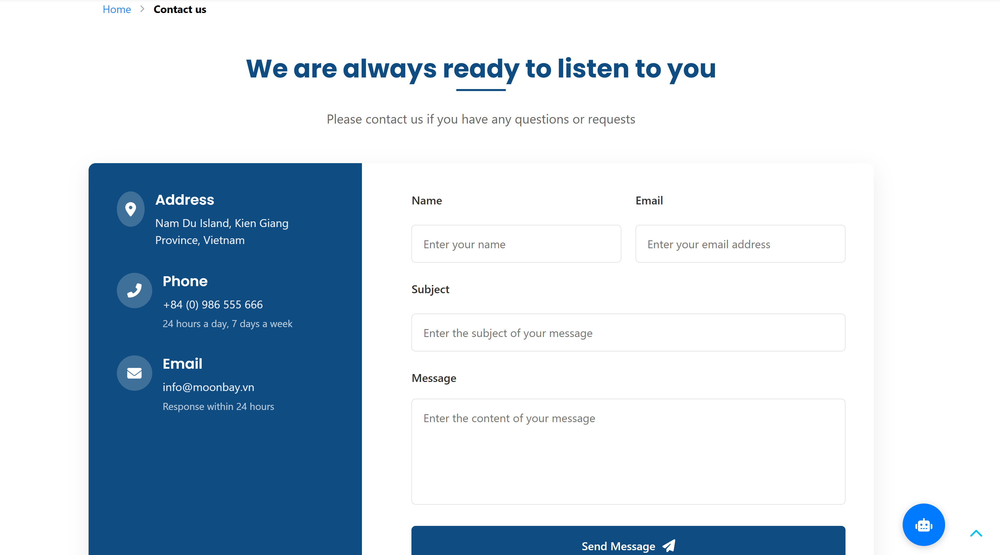 Home > Contact us
We are always ready to listen to you
Please contact us if you have any questions or requests
Address
Nam Du Island, Kien Giang
Province, Vietnam
Phone
+84 (0) 986 555 666
24 hours a day, 7 days a week
Email
info@moonbay.vn
Response within 24 hours
Name
Enter your name
Email
Enter your email address
Subject
Enter the subject of your message
Message
Enter the content of your message
Send Message